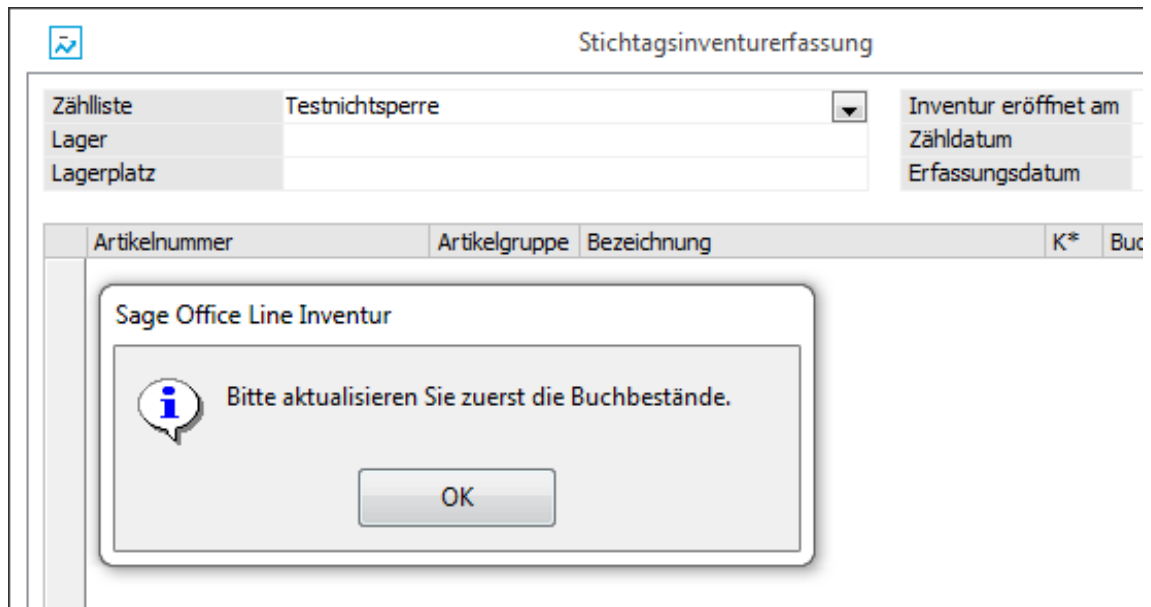 Stichtagsinventurerfassung
Zählliste Testnichtsperre Inventur eröffnet am
Lager Zähldatum
Lagerplatz Erfassungsdatum
Artikelnummer Artikelgruppe Bezeichnung K* Buc
Sage Office Line Inventur
Bitte aktualisieren Sie zuerst die Buchbestände.
OK